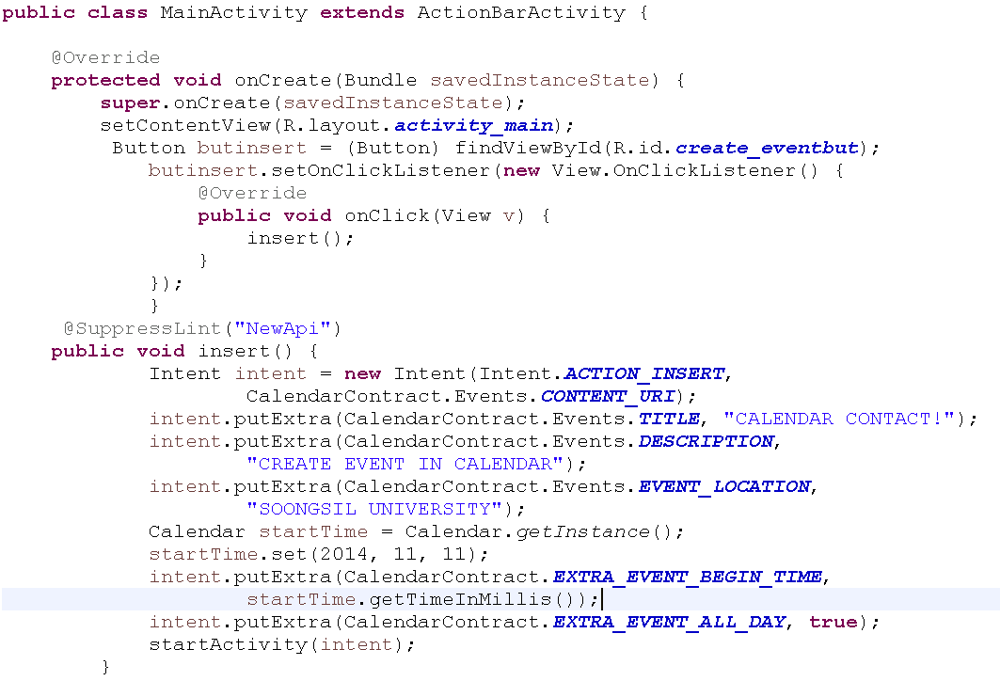 public class MainActivity extends ActionBarActivity {
@Override
protected void onCreate(Bundle savedInstanceState) {
super.onCreate(savedInstanceState);
setContentView(R.layout.activity_main);
Button butinsert = (Button) findViewById(R.id.create_eventbut);
butinsert.setOnClickListener(new View.OnClickListener() {
@Override
public void onClick(View v) {
insert();
}
});
}
@SuppressLint("NewApi")
public void insert() {
Intent intent = new Intent(Intent.ACTION_INSERT,
CalendarContract.Events.CONTENT_URI);
intent.putExtra(CalendarContract.Events.TITLE, "CALENDAR CONTACT!");
intent.putExtra(CalendarContract.Events.DESCRIPTION,
"CREATE EVENT IN CALENDAR");
intent.putExtra(CalendarContract.Events.EVENT_LOCATION,
"SOONGSIL UNIVERSITY");
Calendar startTime = Calendar.getInstance();
startTime.set(2014, 11, 11);
intent.putExtra(CalendarContract.EXTRA_EVENT_BEGIN_TIME,
startTime.getTimeInMillis());
intent.putExtra(CalendarContract.EXTRA_EVENT_ALL_DAY, true);
startActivity(intent);
}